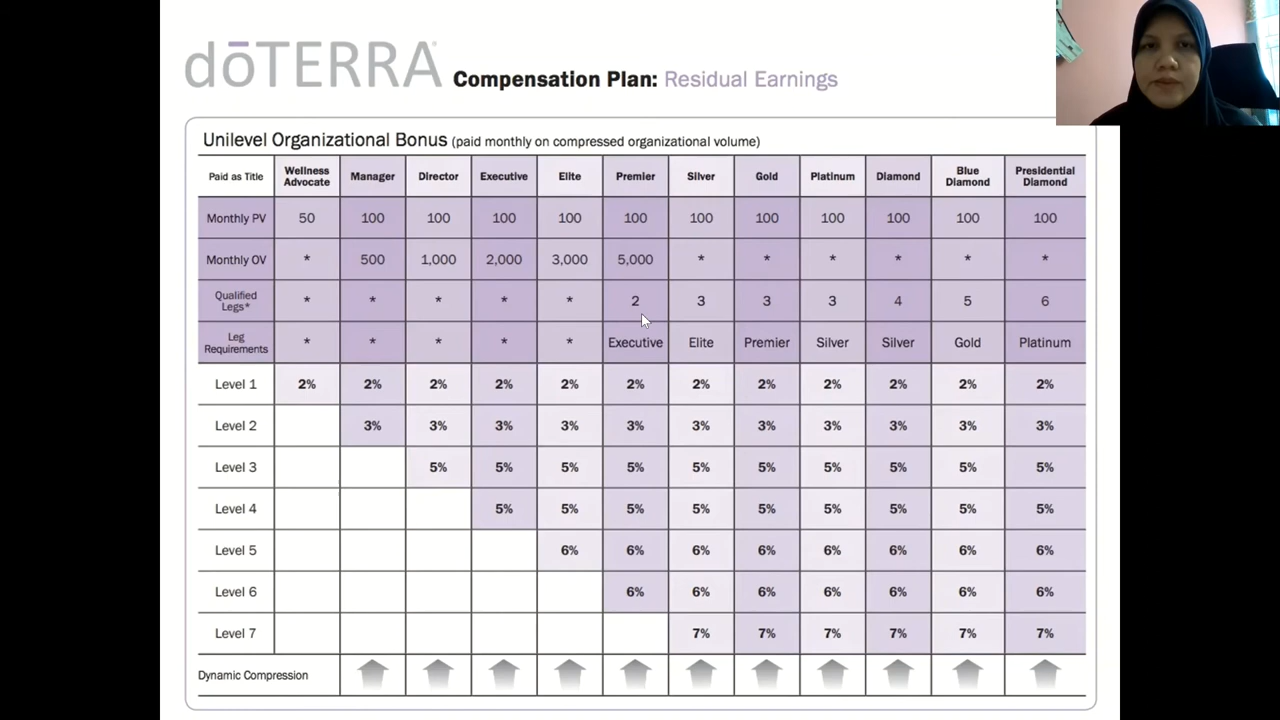 dōTERRA® Compensation Plan: Residual Earnings
Unilevel Organizational Bonus (paid monthly on compressed organizational volume)
Paid as Title Wellness Advocate Manager Director Executive Elite Premier Silver Gold Platinum Diamond Blue Diamond Presidential Diamond
Monthly PV 50 100 100 100 100 100 100 100 100 100 100 100
Monthly OV * 500 1,000 2,000 3,000 5,000 * * * * * *
Qualified Legs* * * * * * 2 3 3 3 4 5 6
Leg Requirements * * * * * Executive Elite Premier Silver Silver Gold Platinum
Level 1 2% 2% 2% 2% 2% 2% 2% 2% 2% 2% 2% 2%
Level 2 3% 3% 3% 3% 3% 3% 3% 3% 3% 3% 3%
Level 3 5% 5% 5% 5% 5% 5% 5% 5% 5% 5%
Level 4 5% 5% 5% 5% 5% 5% 5% 5% 5%
Level 5 6% 6% 6% 6% 6% 6% 6% 6%
Level 6 6% 6% 6% 6% 6% 6% 6%
Level 7 7% 7% 7% 7% 7% 7%
Dynamic Compression